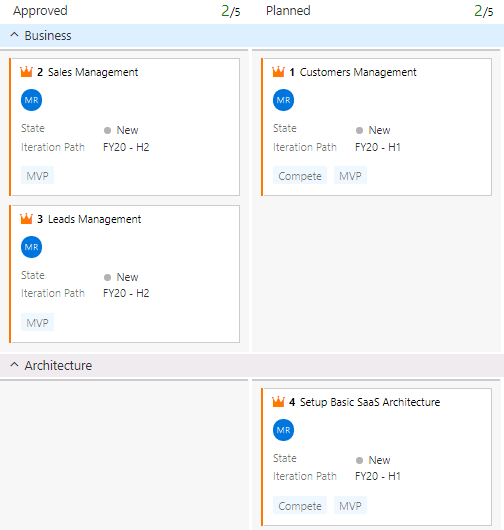 Approved 2/5 Planned 2/5
Business
2 Sales Management
MR
State New
Iteration Path FY20 - H2
MVP
1 Customers Management
MR
State New
Iteration Path FY20 - H1
Compete MVP
3 Leads Management
MR
State New
Iteration Path FY20 - H2
MVP
Architecture
4 Setup Basic SaaS Architecture
MR
State New
Iteration Path FY20 - H1
Compete MVP